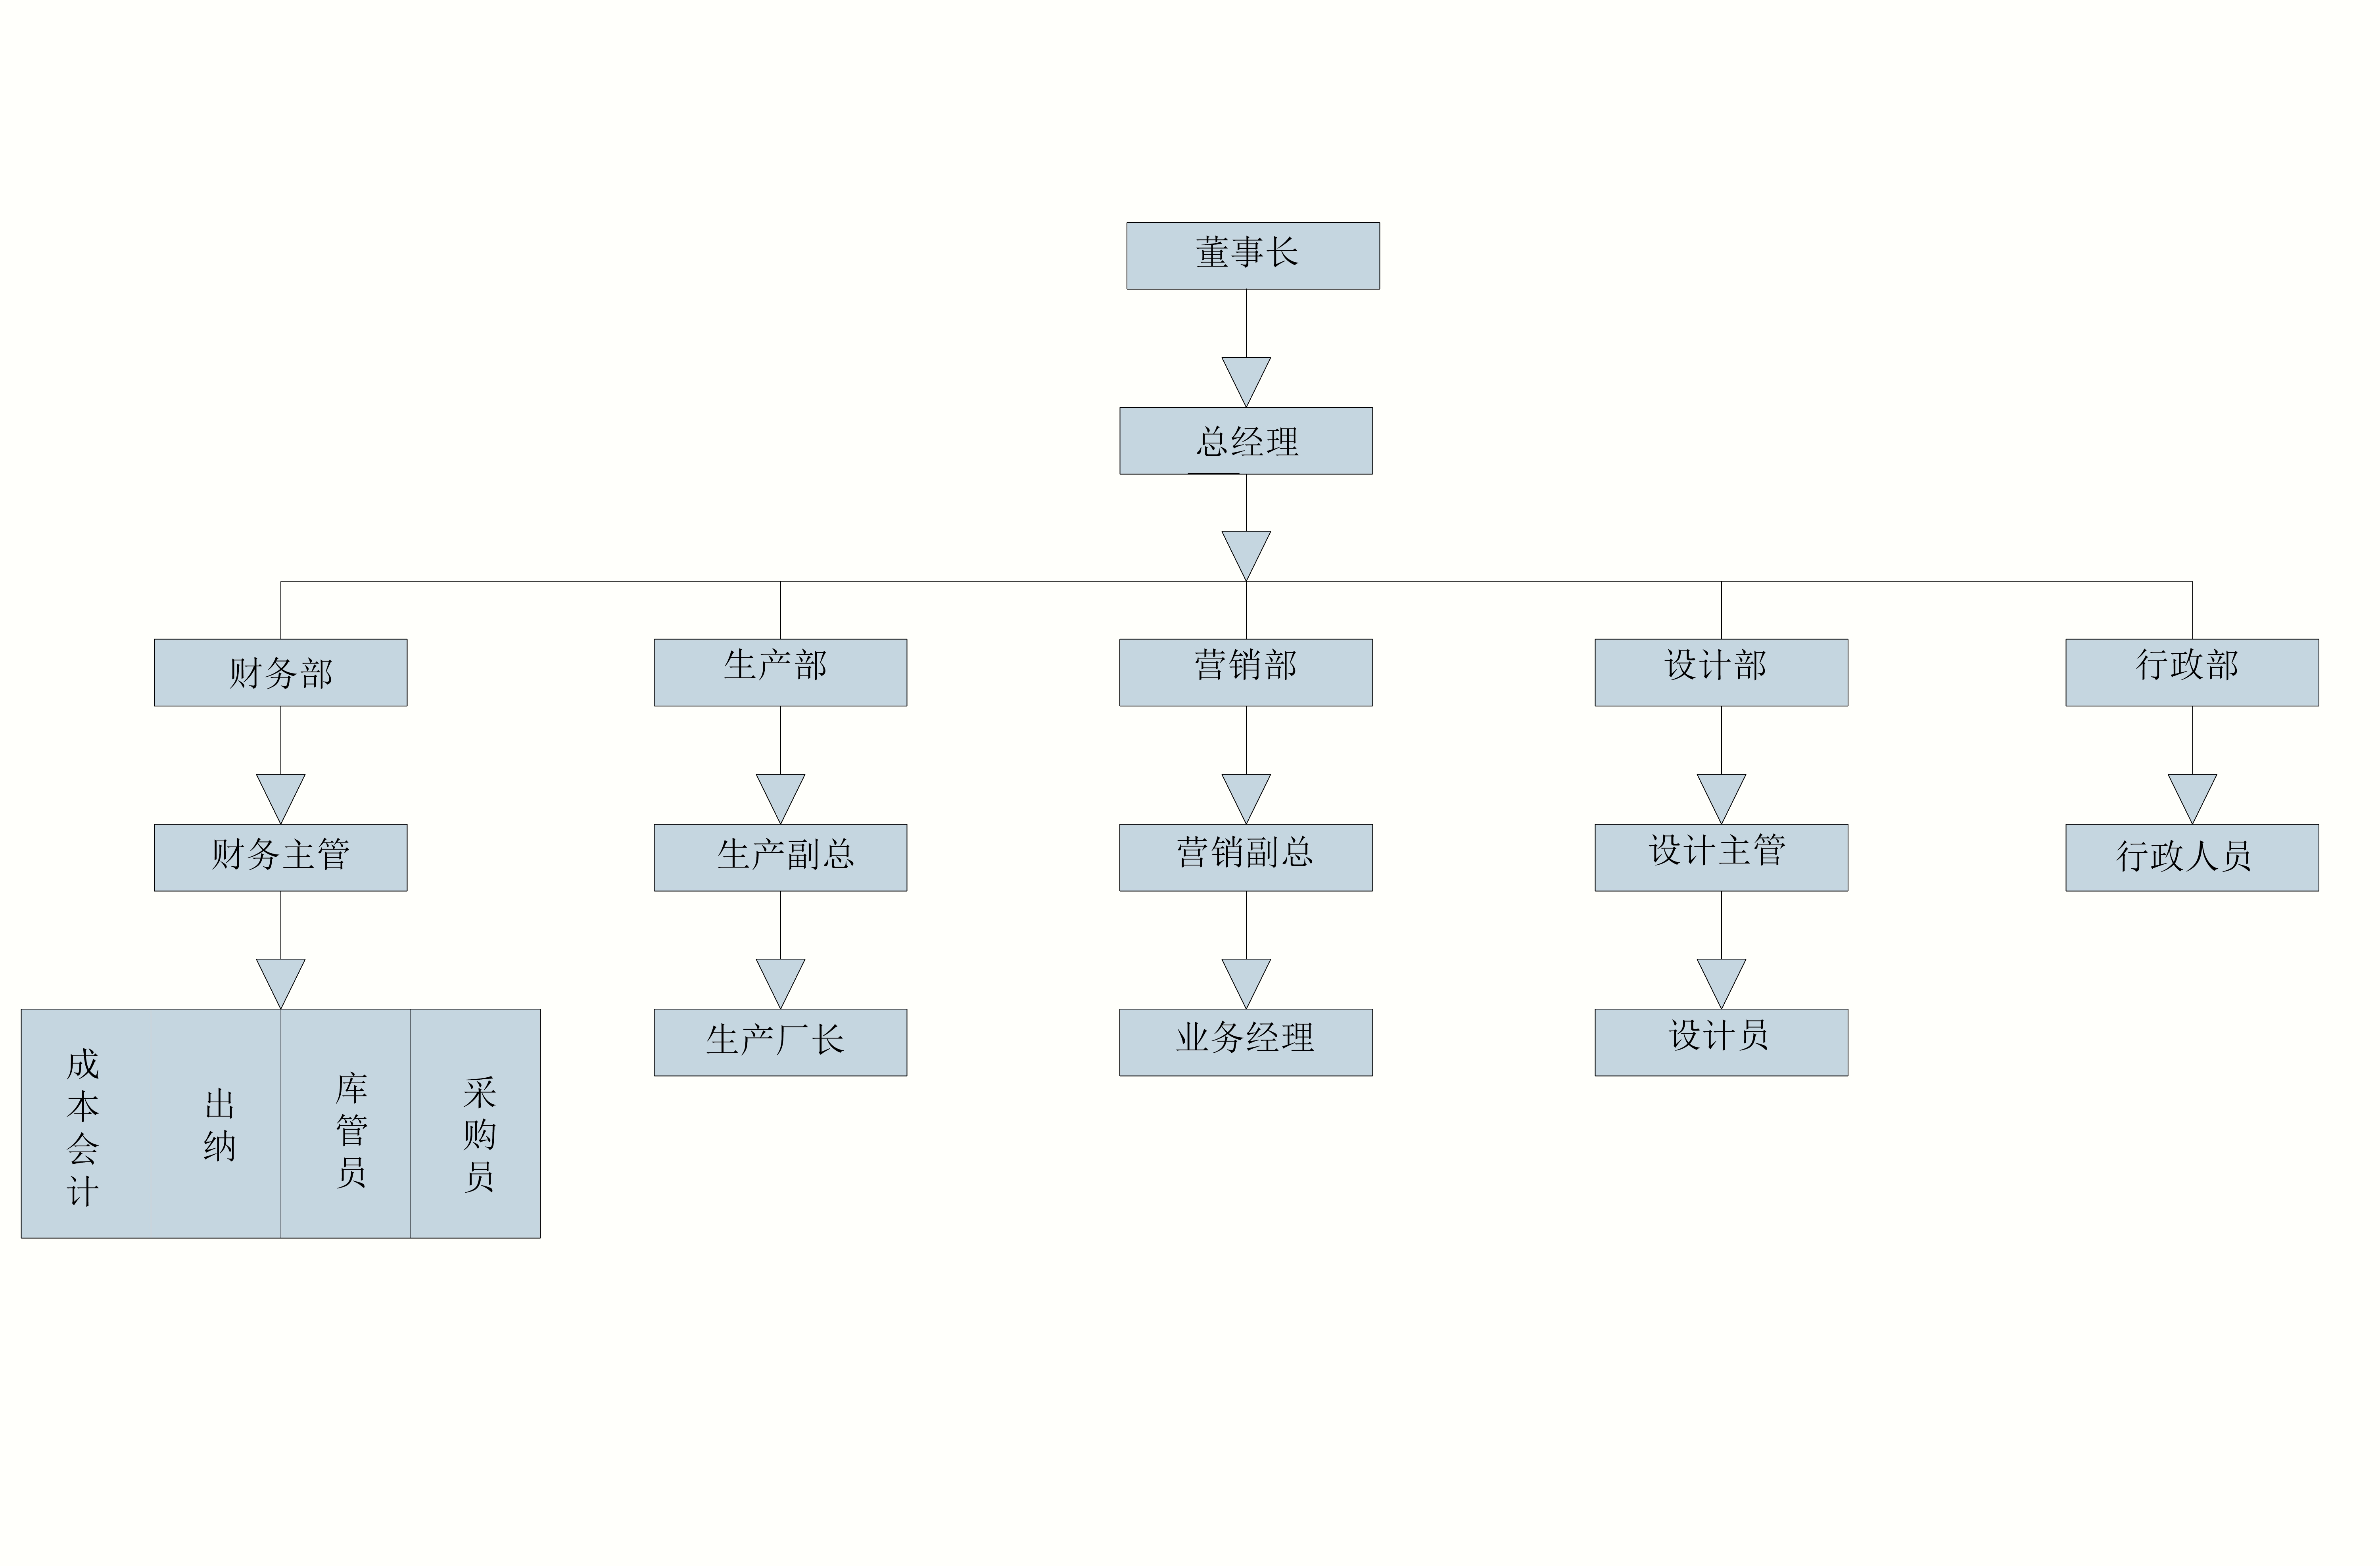 董事长
总经理
财务部
生产部
营销部
设计部
行政部
财务主管
生产副总
营销副总
设计主管
行政人员
成本会计
出纳
库管员
采购员
生产厂长
业务经理
设计员